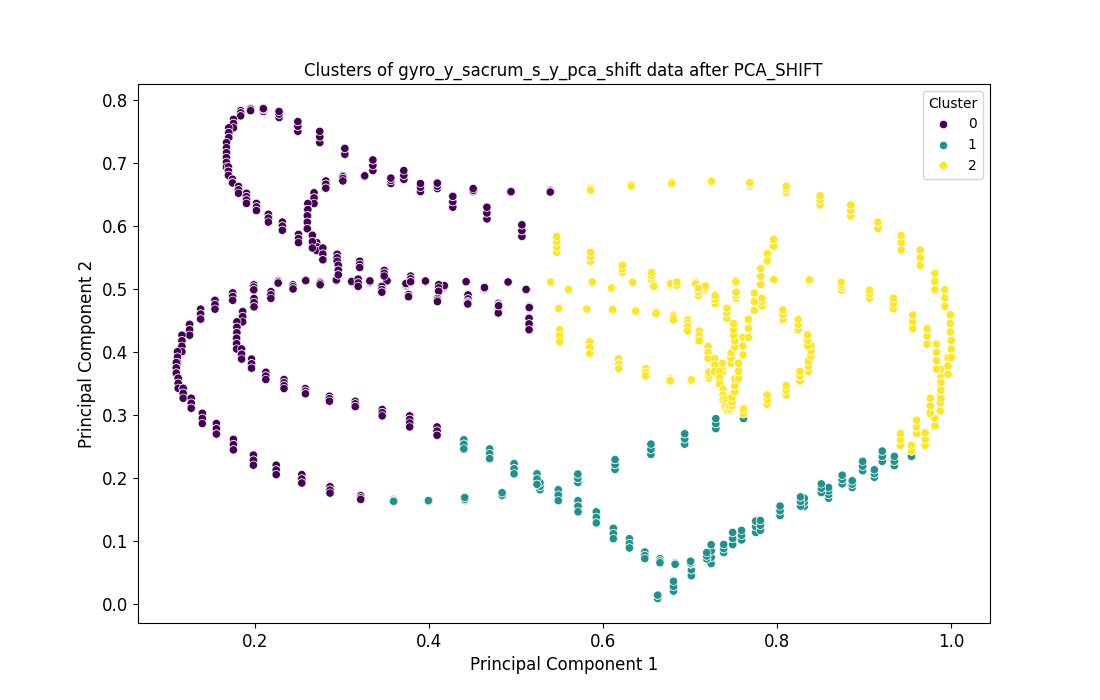 Clusters of gyro_y_sacrum_s_y_pca_shift data after PCA_SHIFT
Cluster
0
1
2
0.8
0.7
0.6
0.5
0.4
0.3
0.2
0.1
0.0
Principal Component 2
0.2 0.4 0.6 0.8 1.0
Principal Component 1